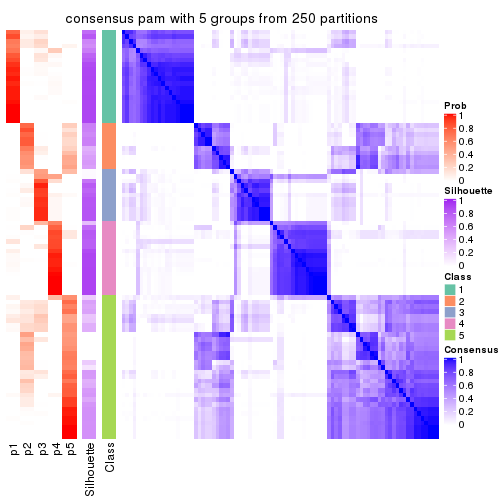 consensus pam with 5 groups from 250 partitions
Prob
1
0.8
0.6
0.4
0.2
0
Silhouette
1
0.8
0.6
0.4
0.2
0
Class
1
2
3
4
5
Consensus
1
0.8
0.6
0.4
0.2
0
p1
p2
p3
p4
p5
Silhouette
Class